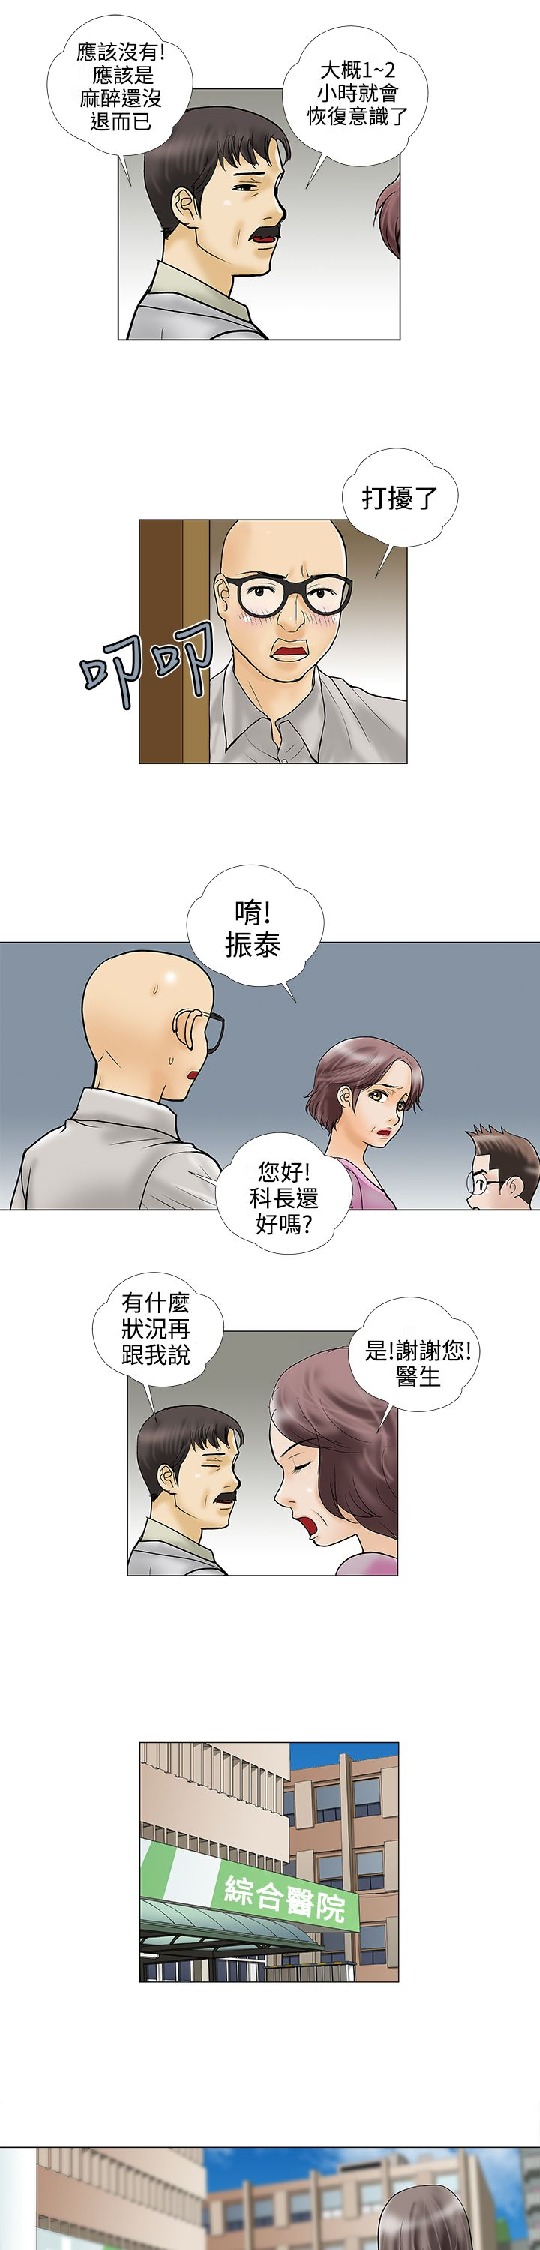 應該沒有!
應該是
麻醉還沒
退而已
大概1~2
小時就會
恢復意識了
打擾了
叩叩
唷!
振泰
您好!
科長還
好嗎?
有什麼
狀況再
跟我說
是!謝謝您!
醫生
綜合醫院